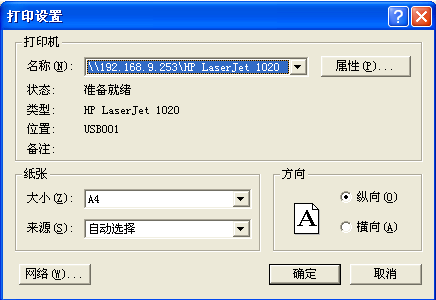 打印设置
打印机
名称(N): \\192.168.9.253\HP LaserJet 1020 属性(P)...
状态: 准备就绪
类型: HP LaserJet 1020
位置: USB001
备注:
纸张 方向
大小(Z): A4 A 纵向(O)
来源(S): 自动选择 横向(A)
网络(W)... 确定 取消